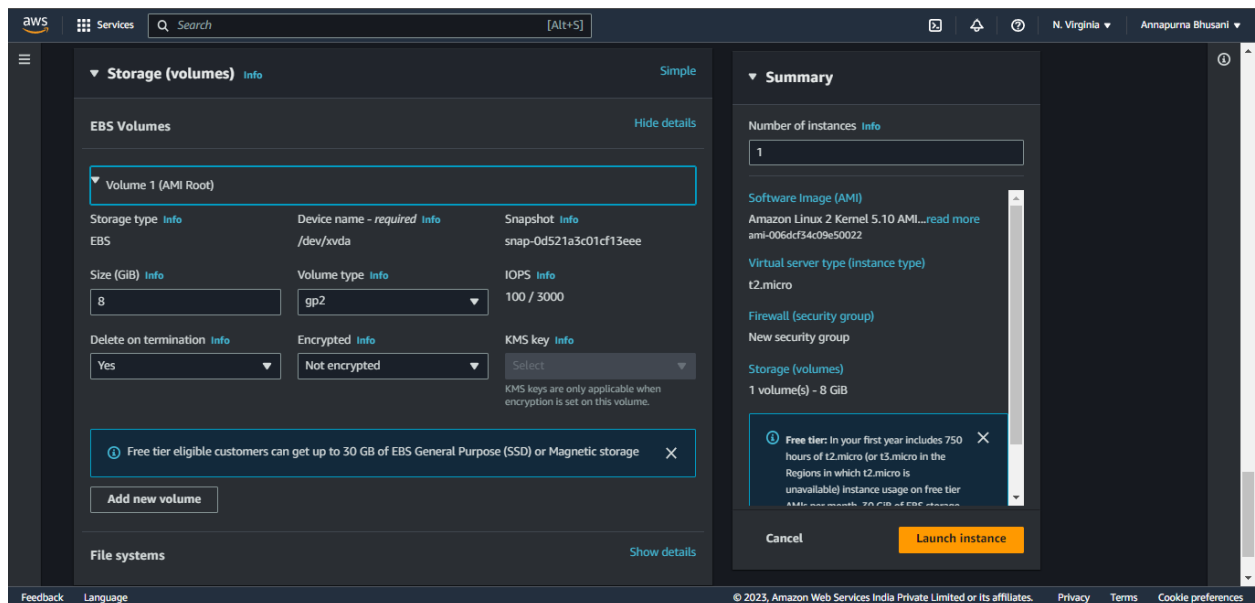 aws
Services
Search
[Alt+S]
N. Virginia
Annapurna Bhusani
Storage (volumes) Info
Simple
EBS Volumes
Hide details
Volume 1 (AMI Root)
Storage type Info
Device name - required Info
Snapshot Info
EBS
/dev/xvda
snap-0d521a3c01cf13eee
Size (GiB) Info
Volume type Info
IOPS Info
8
gp2
100 / 3000
Delete on termination Info
Encrypted Info
KMS key Info
Yes
Not encrypted
Select
KMS keys are only applicable when
encryption is set on this volume.
Free tier eligible customers can get up to 30 GB of EBS General Purpose (SSD) or Magnetic storage
Add new volume
File systems
Show details
Summary
Number of instances Info
1
Software Image (AMI)
Amazon Linux 2 Kernel 5.10 AMI...read more
ami-006dcf34c09e50022
Virtual server type (instance type)
t2.micro
Firewall (security group)
New security group
Storage (volumes)
1 volume(s) - 8 GiB
Free tier: In your first year includes 750
hours of t2.micro (or t3.micro in the
Regions in which t2.micro is
unavailable) instance usage on free tier
AMIs per month, 30 GiB of EBS storage
Cancel
Launch instance
Feedback
Language
© 2023, Amazon Web Services India Private Limited or its affiliates.
Privacy
Terms
Cookie preferences